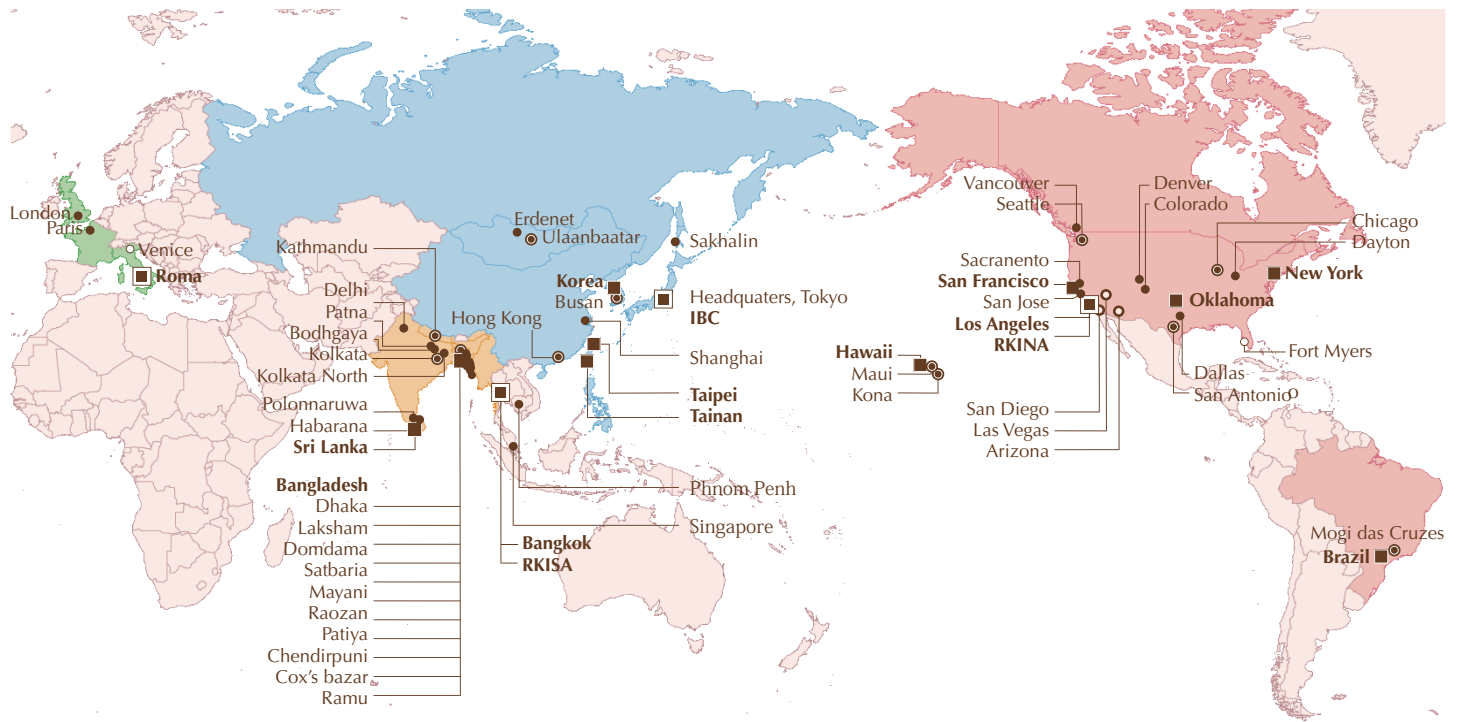 London
Paris
Venice
Roma
Kathmandu
Delhi
Patna
Bodhgaya
Kolkata
Kolkata North
Polonnaruwa
Habarana
Sri Lanka
Bangladesh
Dhaka
Laksham
Domdama
Satbaria
Mayani
Raozan
Patiya
Chendirpuni
Cox's bazar
Ramu
Erdenet
Ulaanbaatar
Sakhalin
Korea
Busan
Hong Kong
Headquaters, Tokyo
IBC
Shanghai
Taipei
Tainan
Phnom Penh
Singapore
Bangkok
RKISA
Hawaii
Maui
Kona
Vancouver
Seattle
Sacranento
San Francisco
San Jose
Los Angeles
RKINA
San Diego
Las Vegas
Arizona
Denver
Colorado
Chicago
Dayton
New York
Oklahoma
Fort Myers
Dallas
San Antonio
Mogi das Cruzes
Brazil